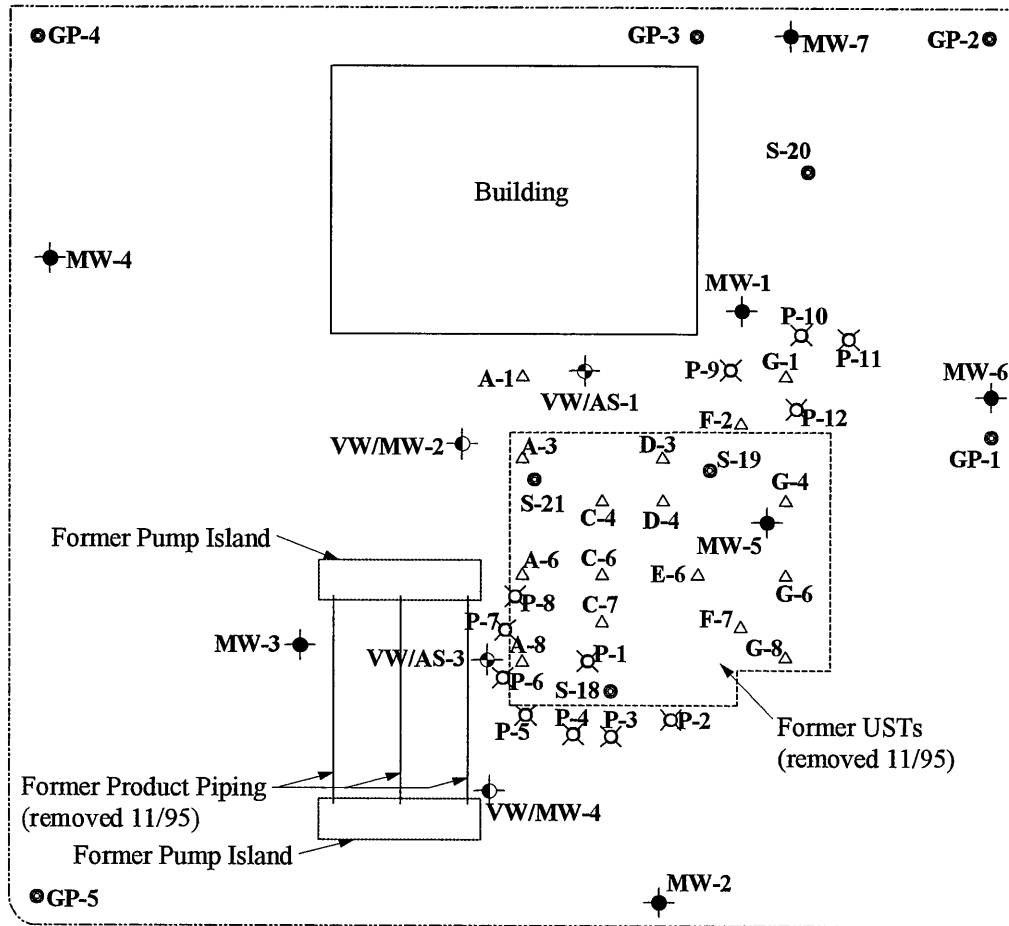 GP-4
GP-3
MW-7
GP-2
S-20
Building
MW-4
MW-1
P-10
P-11
P-9
G-1
A-1
MW-6
VW/AS-1
P-12
F-2
VW/MW-2
A-3
D-3
S-19
GP-1
S-21
C-4
D-4
G-4
MW-5
Former Pump Island
A-6
C-6
E-6
G-6
P-8
C-7
P-7
F-7
MW-3
A-8
G-8
VW/AS-3
P-1
P-6
S-18
P-5
P-4
P-3
P-2
Former USTs
(removed 11/95)
Former Product Piping
(removed 11/95)
VW/MW-4
Former Pump Island
GP-5
MW-2